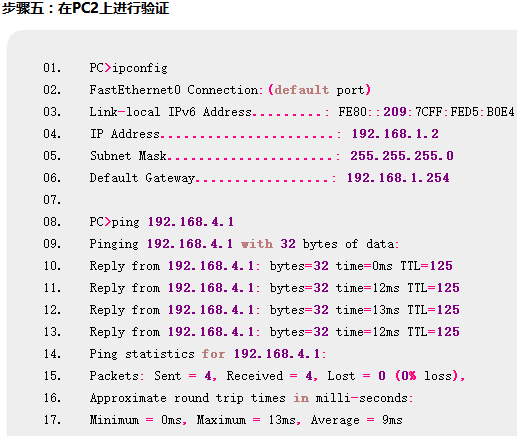 步骤五：在PC2上进行验证
01. PC>ipconfig
02. FastEthernet0 Connection:(default port)
03. Link-local IPv6 Address.........: FE80::209:7CFF:FED5:B0E4
04. IP Address......................: 192.168.1.2
05. Subnet Mask.....................: 255.255.255.0
06. Default Gateway.................: 192.168.1.254
07.
08. PC>ping 192.168.4.1
09. Pinging 192.168.4.1 with 32 bytes of data:
10. Reply from 192.168.4.1: bytes=32 time=0ms TTL=125
11. Reply from 192.168.4.1: bytes=32 time=12ms TTL=125
12. Reply from 192.168.4.1: bytes=32 time=13ms TTL=125
13. Reply from 192.168.4.1: bytes=32 time=12ms TTL=125
14. Ping statistics for 192.168.4.1:
15. Packets: Sent = 4, Received = 4, Lost = 0 (0% loss),
16. Approximate round trip times in milli-seconds:
17. Minimum = 0ms, Maximum = 13ms, Average = 9ms